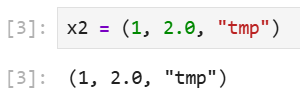 [3]: x2 = (1, 2.0, "tmp")
[3]: (1, 2.0, "tmp")